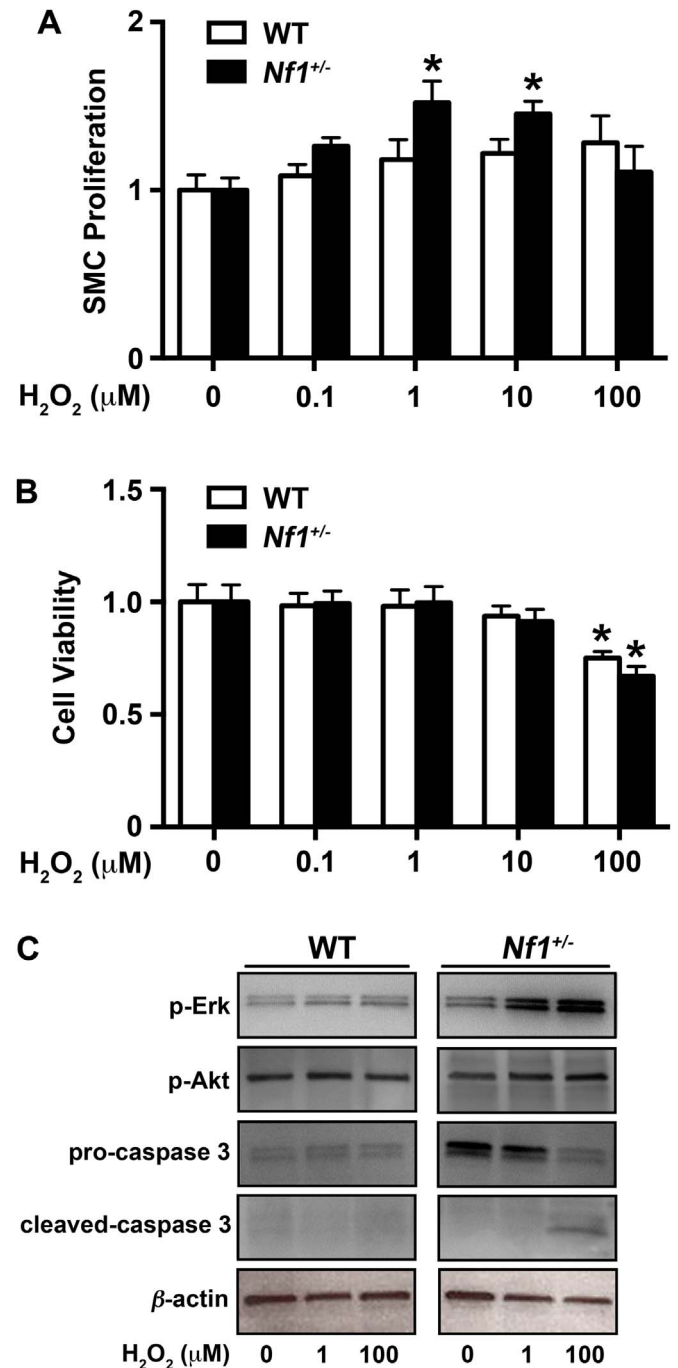 A
2
WT
Nf1+/-
* *
1
0
SMC Proliferation
H2O2 (μM) 0 0.1 1 10 100
B
1.5
WT
Nf1+/-
1.0
* *
0.5
0
Cell Viability
H2O2 (μM) 0 0.1 1 10 100
C
WT Nf1+/-
p-Erk
p-Akt
pro-caspase 3
cleaved-caspase 3
β-actin
H2O2 (μM) 0 1 100 0 1 100